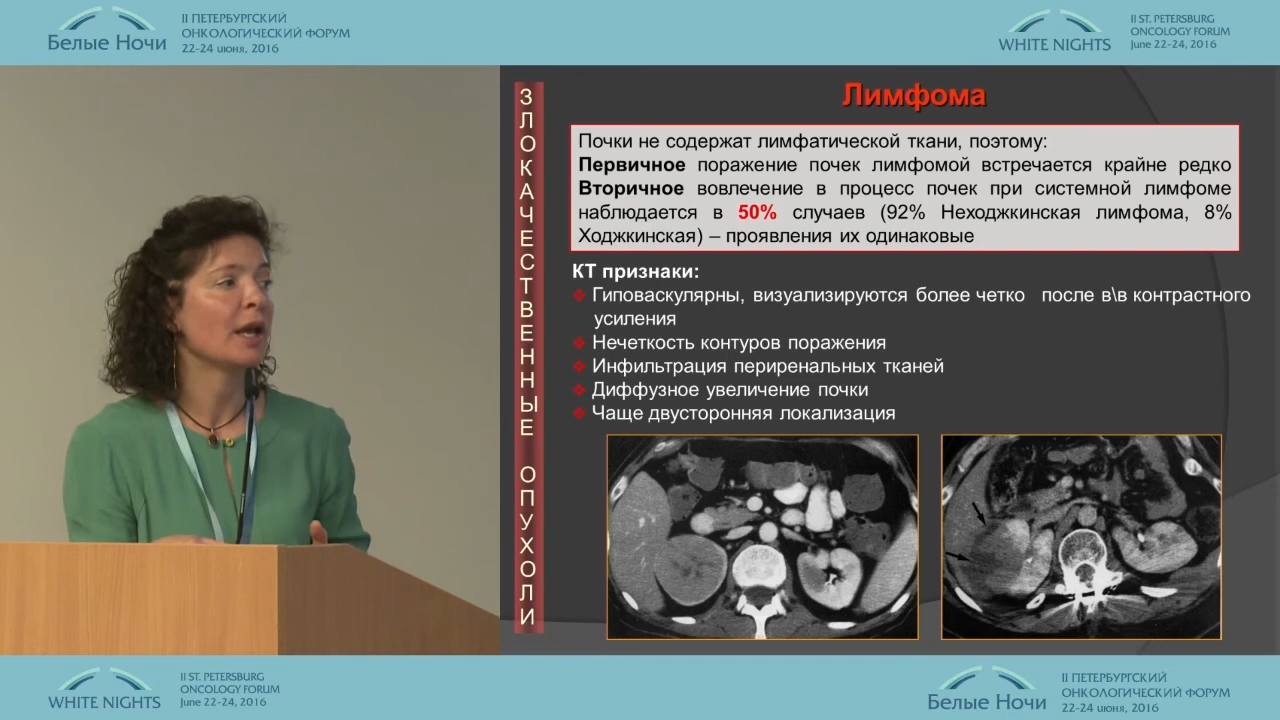 Белые Ночи
II ПЕТЕРБУРГСКИЙ
ОНКОЛОГИЧЕСКИЙ ФОРУМ
22-24 июня, 2016
WHITE NIGHTS
II ST. PETERSBURG
ONCOLOGY FORUM
June 22-24, 2016
ЗЛОКАЧЕСТВЕННЫЕ ОПУХОЛИ
Лимфома
Почки не содержат лимфатической ткани, поэтому:
Первичное поражение почек лимфомой встречается крайне редко
Вторичное вовлечение в процесс почек при системной лимфоме
наблюдается в 50% случаев (92% Неходжкинская лимфома, 8%
Ходжкинская) – проявления их одинаковые
КТ признаки:
Гиповаскулярны, визуализируются более четко после в\в контрастного
усиления
Нечеткость контуров поражения
Инфильтрация периренальных тканей
Диффузное увеличение почки
Чаще двусторонняя локализация
WHITE NIGHTS
II ST. PETERSBURG
ONCOLOGY FORUM
June 22-24, 2016
Белые Ночи
II ПЕТЕРБУРГСКИЙ
ОНКОЛОГИЧЕСКИЙ ФОРУМ
22-24 июня, 2016